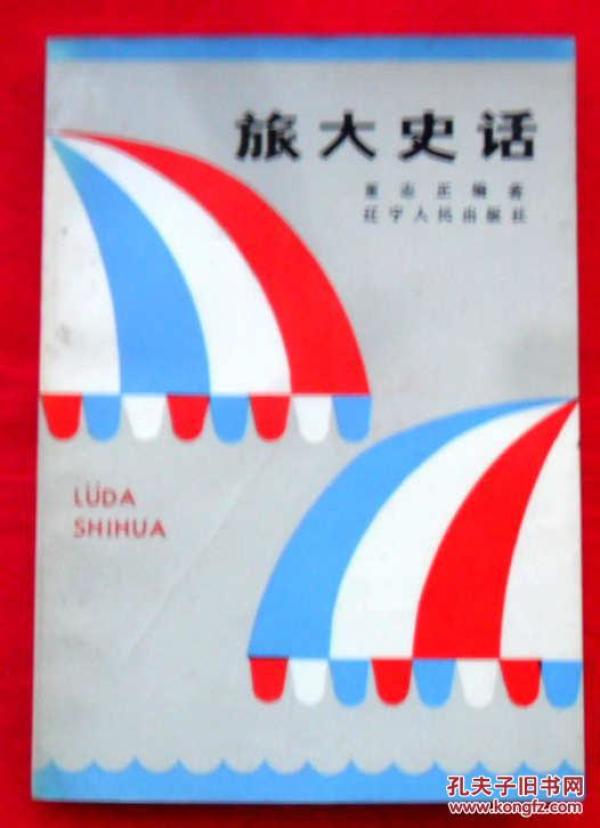 旅大史话
董志正编著
辽宁人民出版社
LÜDA
SHIHUA
孔夫子旧书网
www.kongfz.com